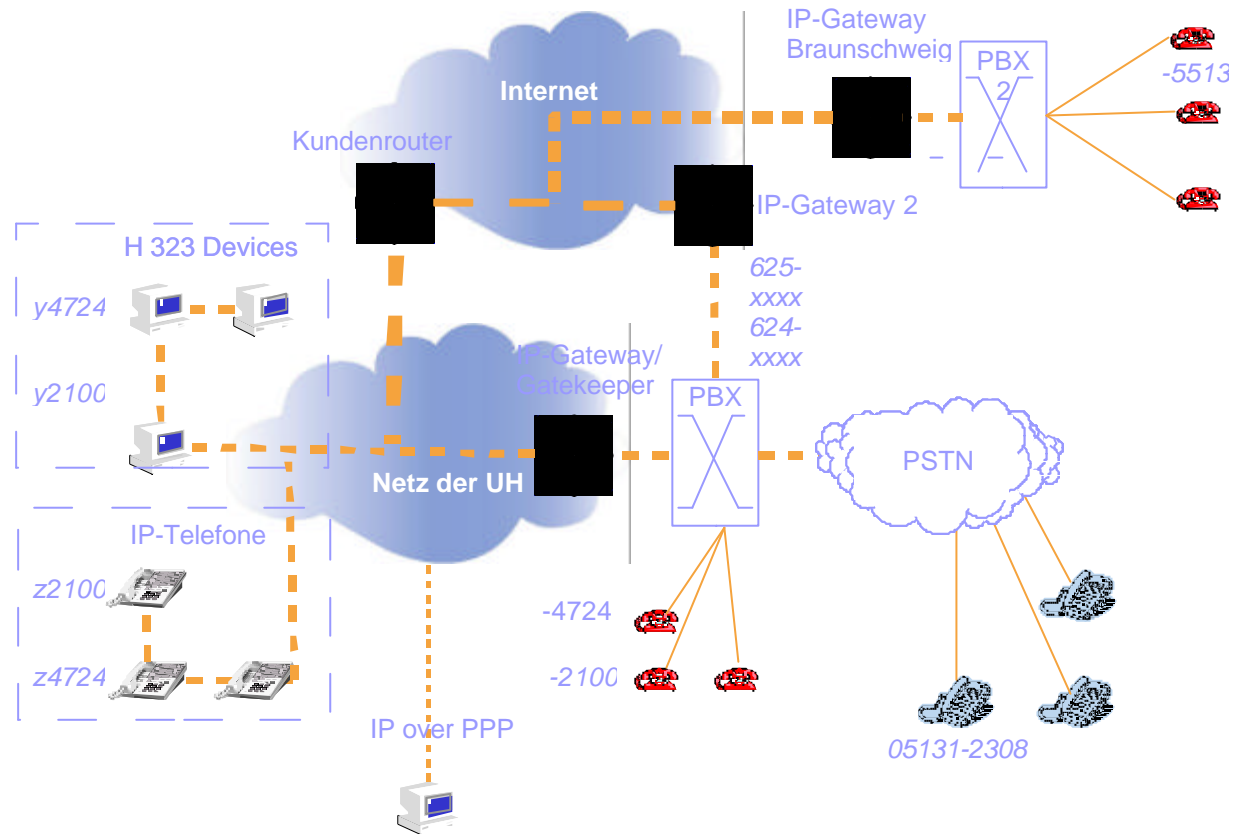 IP-Gateway
Braunschweig
PBX
2
-5513
Internet
Kundenrouter
IP-Gateway 2
H 323 Devices
625-
xxxx
624-
xxxx
y4724
y2100
IP-Gateway/
Gatekeeper
PBX
PSTN
Netz der UH
IP-Telefone
z2100
z4724
-4724
-2100
IP over PPP
05131-2308